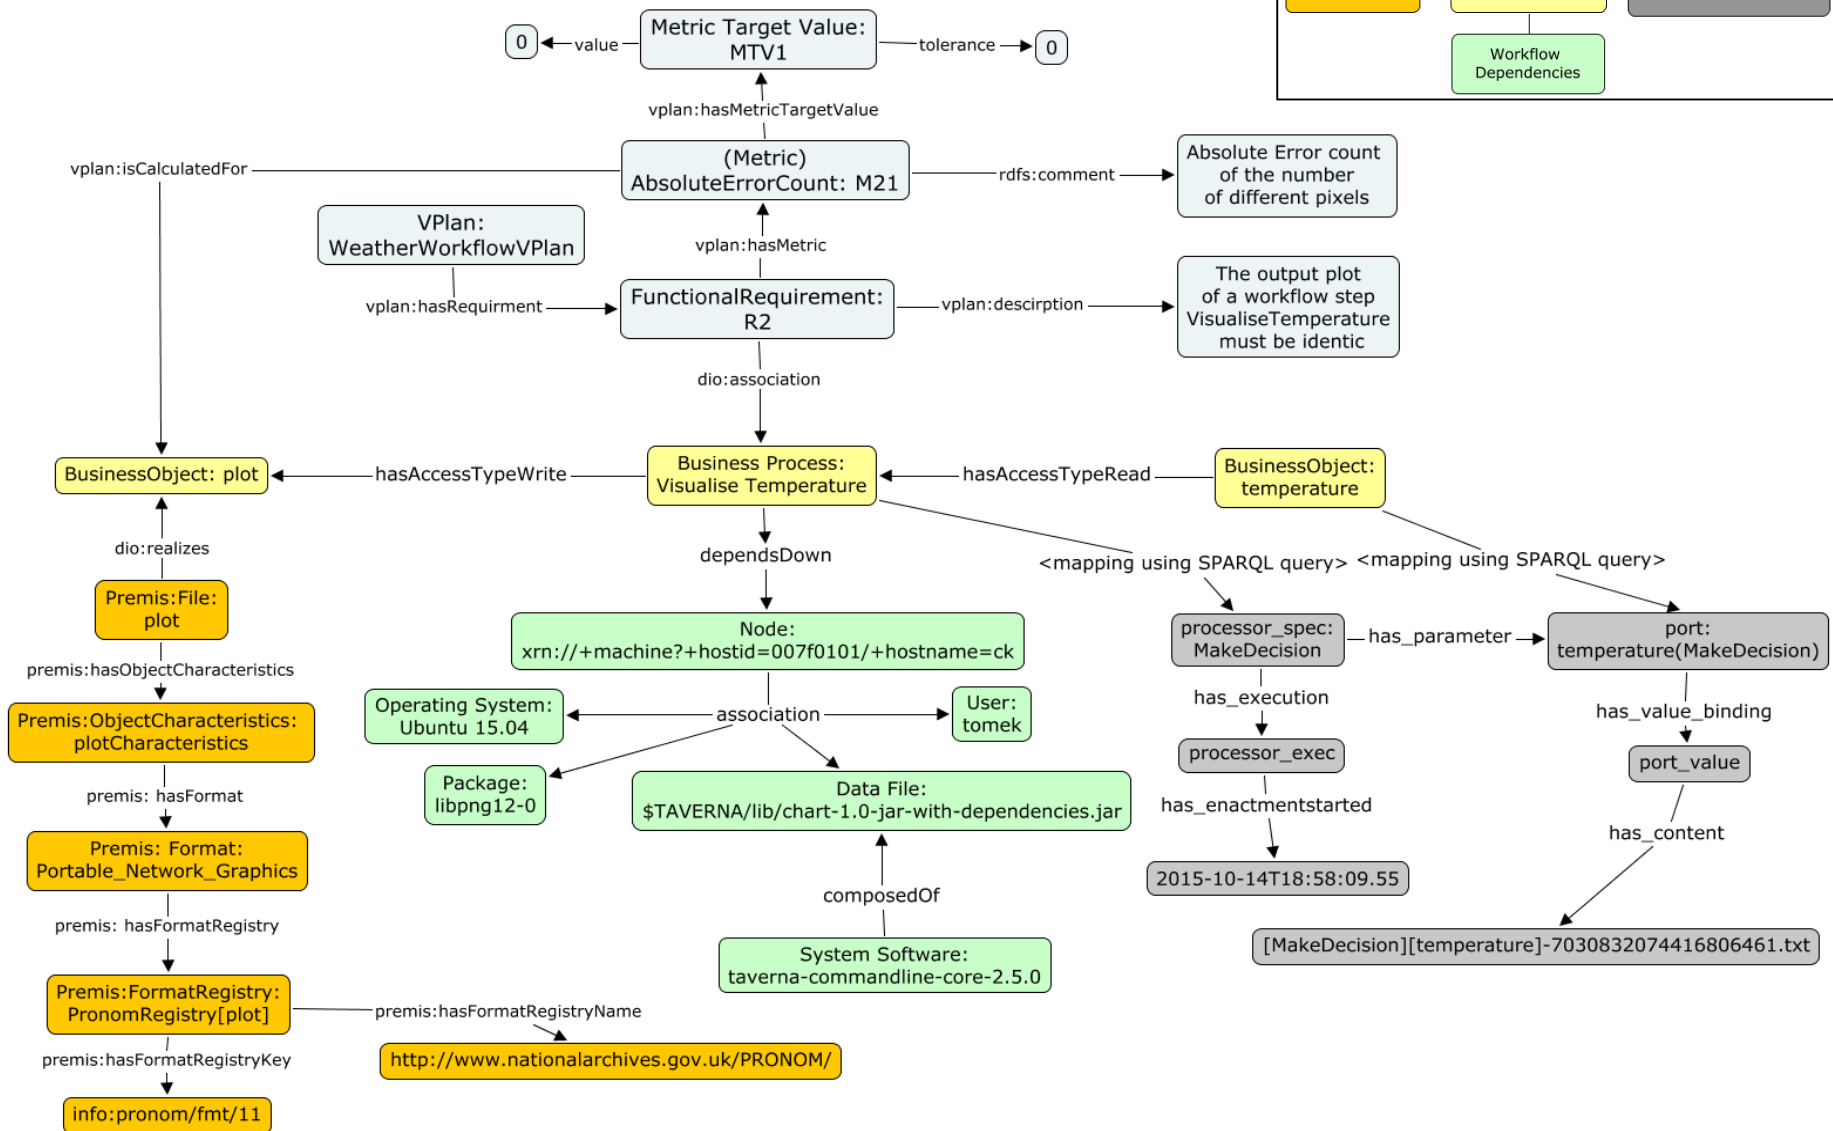 Metric Target Value:
MTV1
0
value
tolerance
0
Workflow
Dependencies
vplan:hasMetricTargetValue
vplan:isCalculatedFor
(Metric)
AbsoluteErrorCount: M21
rdfs:comment
Absolute Error count
of the number
of different pixels
VPlan:
WeatherWorkflowVPlan
vplan:hasMetric
vplan:hasRequirment
FunctionalRequirement:
R2
vplan:descirption
The output plot
of a workflow step
VisualiseTemperature
must be identic
dio:association
BusinessObject: plot
hasAccessTypeWrite
Business Process:
Visualise Temperature
hasAccessTypeRead
BusinessObject:
temperature
dio:realizes
dependsDown
<mapping using SPARQL query>
<mapping using SPARQL query>
Premis:File:
plot
Node:
xrn://+machine?+hostid=007f0101/+hostname=ck
processor_spec:
MakeDecision
has_parameter
port:
temperature(MakeDecision)
premis:hasObjectCharacteristics
Operating System:
Ubuntu 15.04
association
User:
tomek
has_execution
has_value_binding
Premis:ObjectCharacteristics:
plotCharacteristics
processor_exec
port_value
premis: hasFormat
Package:
libpng12-0
Data File:
$TAVERNA/lib/chart-1.0-jar-with-dependencies.jar
has_enactmentstarted
has_content
Premis: Format:
Portable_Network_Graphics
2015-10-14T18:58:09.55
composedOf
premis: hasFormatRegistry
[MakeDecision][temperature]-7030832074416806461.txt
System Software:
taverna-commandline-core-2.5.0
Premis:FormatRegistry:
PronomRegistry[plot]
premis:hasFormatRegistryName
premis:hasFormatRegistryKey
http://www.nationalarchives.gov.uk/PRONOM/
info:pronom/fmt/11